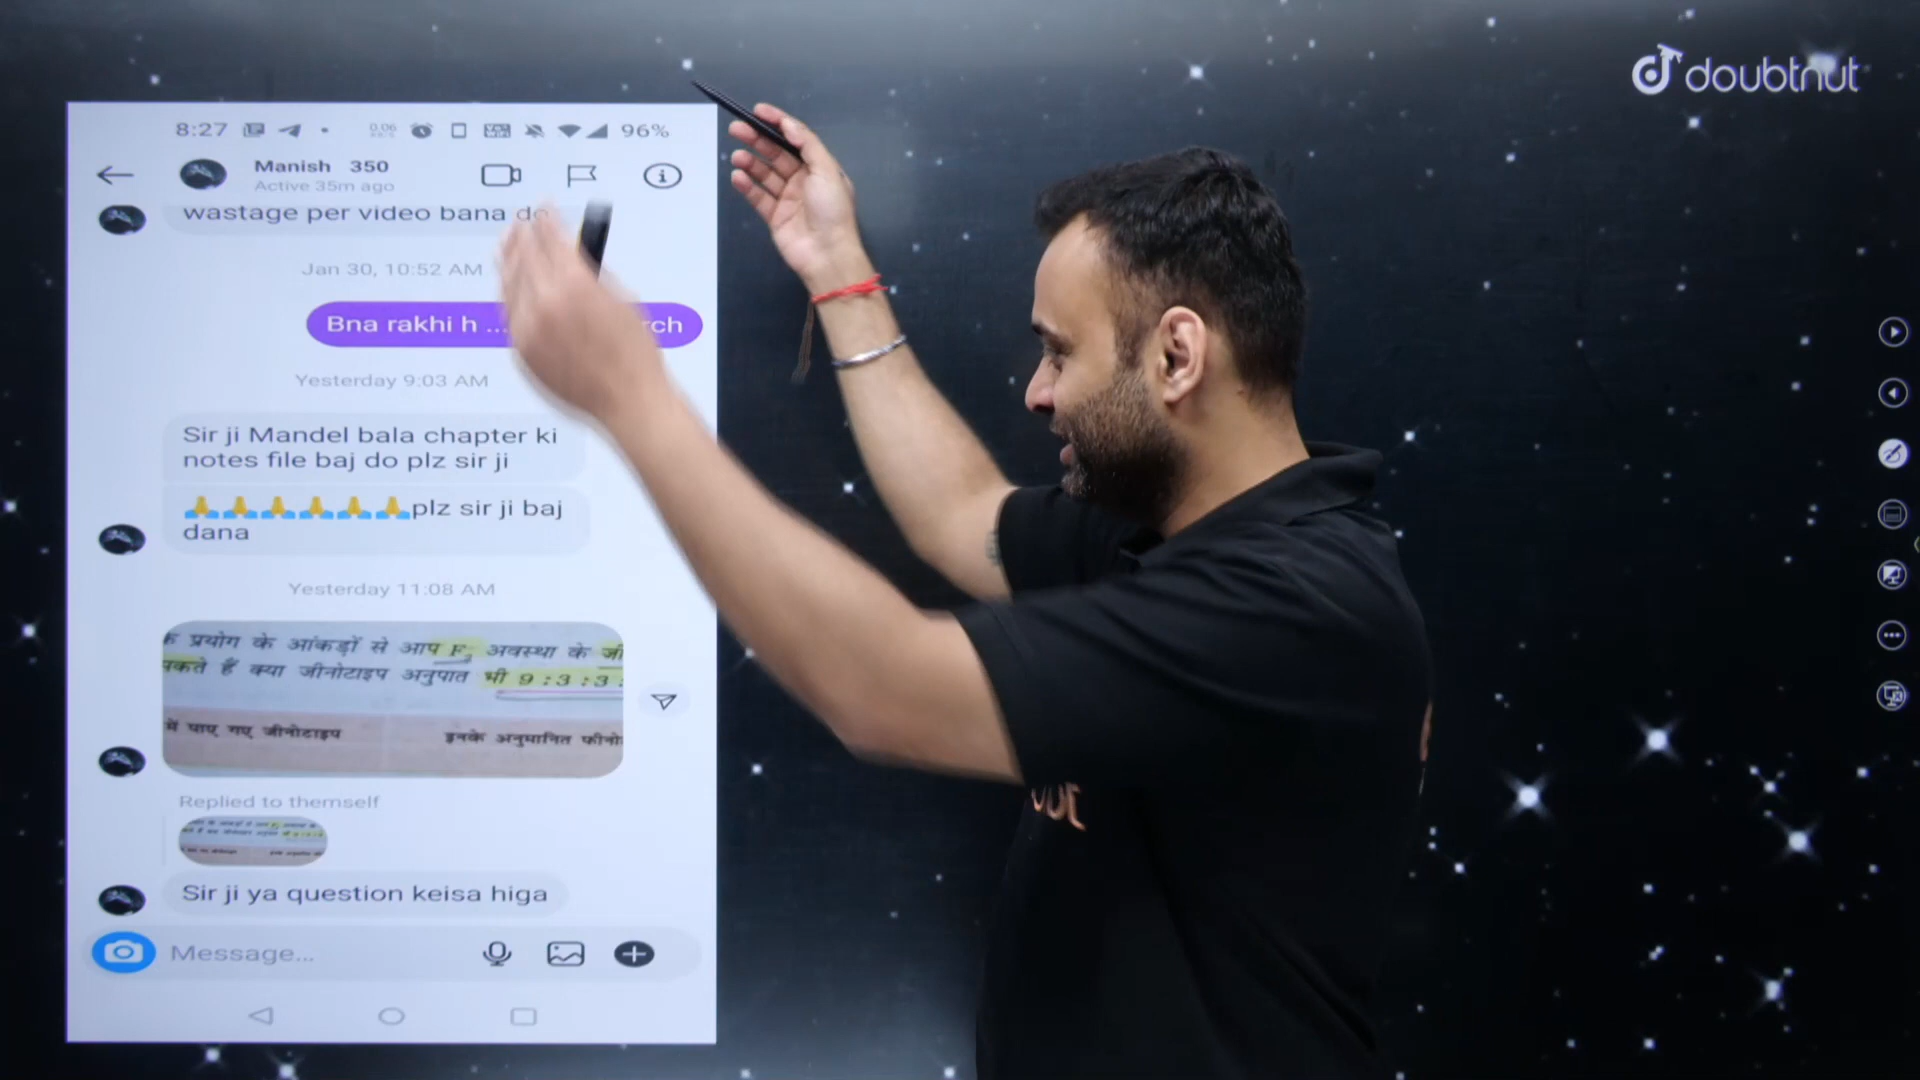 doubtnut
8:27 96%
Manish 350
Active 35m ago
wastage per video bana do
Jan 30, 10:52 AM
Bna rakhi h ... rch
Yesterday 9:03 AM
Sir ji Mandel bala chapter ki
notes file baj do plz sir ji
🙏🙏🙏🙏🙏🙏plz sir ji baj
dana
Yesterday 11:08 AM
प्रयोग के आंकड़ों से आप F₂ अवस्था के
सकते हैं क्या जीनोटाइप अनुपात भी 9 : 3 : 3 :
में पाए गए जीनोटाइप इनके अनुमानित फीनो
Replied to themself
Sir ji ya question keisa higa
Message...